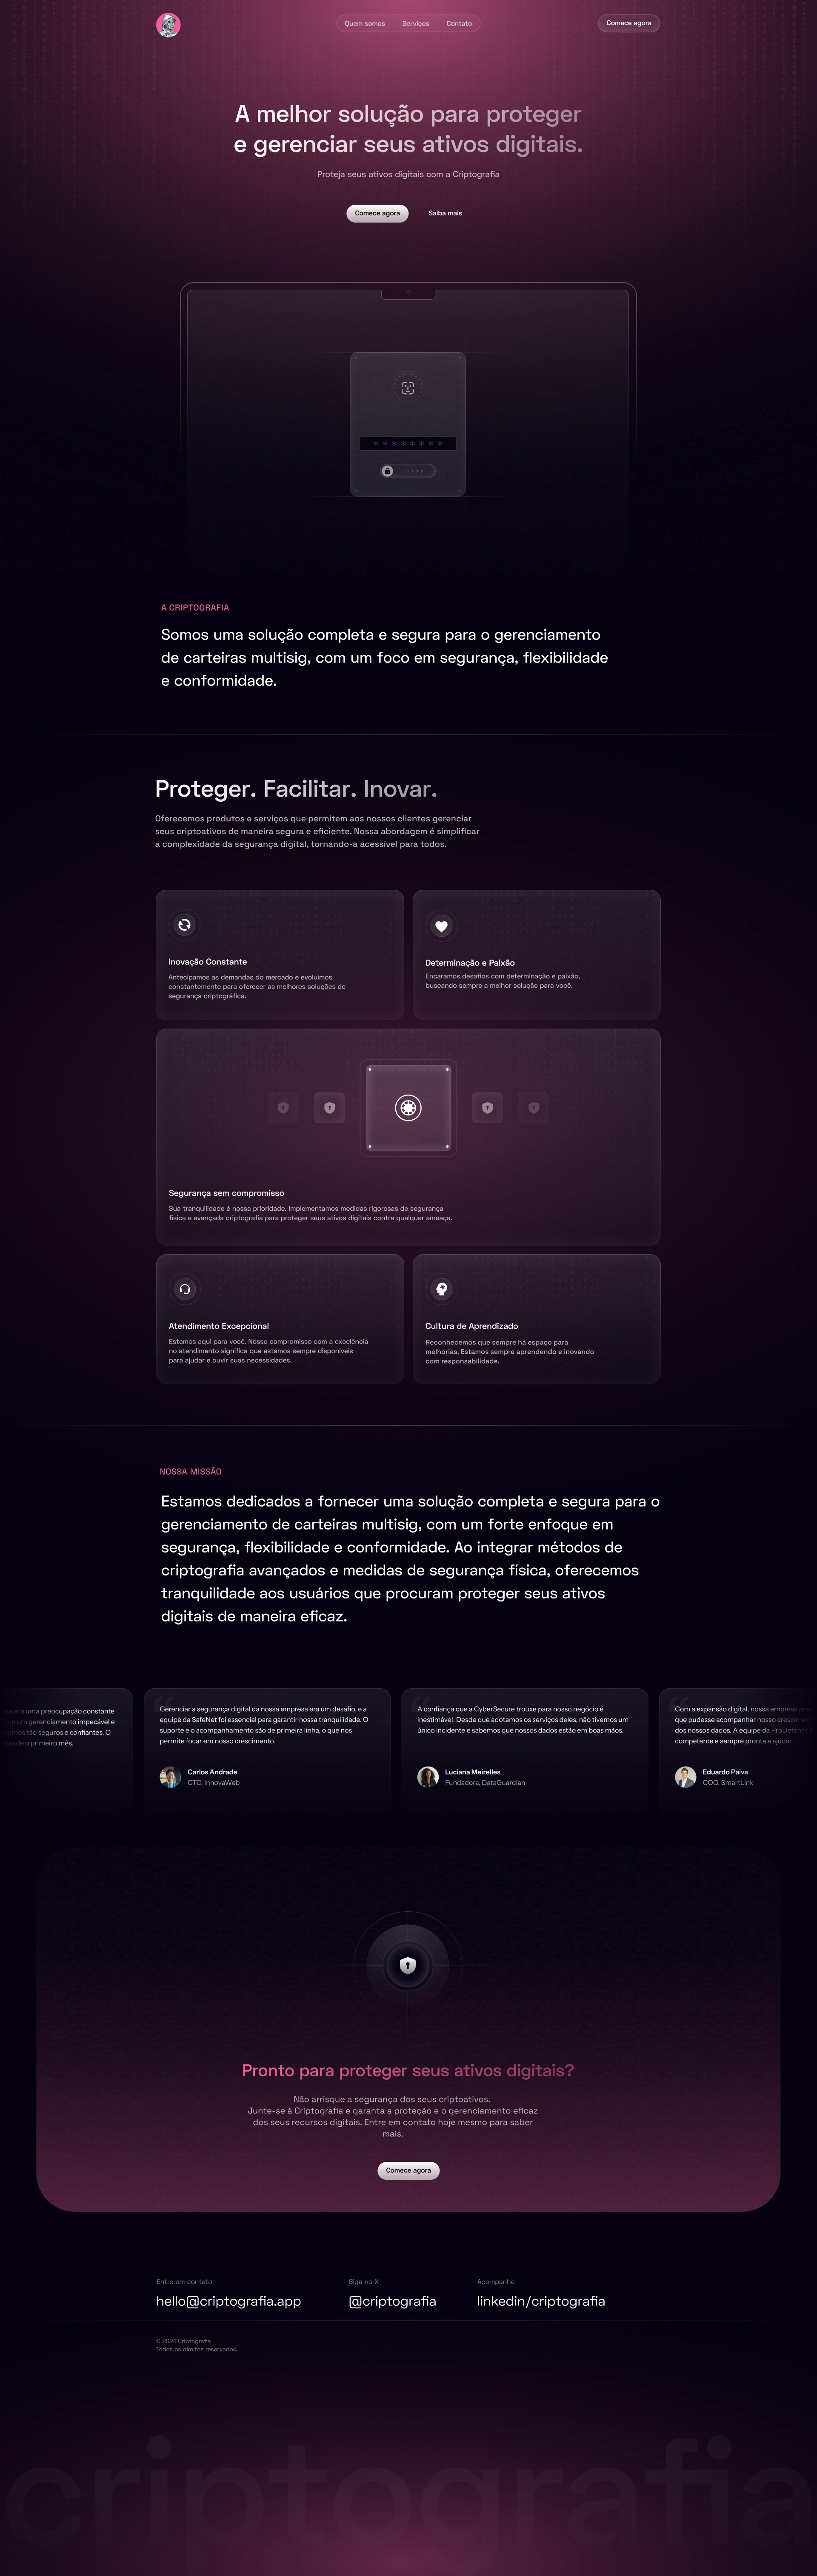 Quem somos
Serviços
Contato
Comece agora
A melhor solução para proteger
e gerenciar seus ativos digitais.
Proteja seus ativos digitais com a Criptografia
Comece agora
Saiba mais
* * * * * * * *
A CRIPTOGRAFIA
Somos uma solução completa e segura para o gerenciamento
de carteiras multisig, com um foco em segurança, flexibilidade
e conformidade.
Proteger. Facilitar. Inovar.
Oferecemos produtos e serviços que permitem aos nossos clientes gerenciar
seus criptoativos de maneira segura e eficiente. Nossa abordagem é simplificar
a complexidade da segurança digital, tornando-a acessível para todos.
Inovação Constante
Antecipamos as demandas do mercado e evoluímos
constantemente para oferecer as melhores soluções de
segurança criptográfica.
Determinação e Paixão
Encaramos desafios com determinação e paixão,
buscando sempre a melhor solução para você.
Segurança sem compromisso
Sua tranquilidade é nossa prioridade. Implementamos medidas rigorosas de segurança
física e avançada criptografia para proteger seus ativos digitais contra qualquer ameaça.
Atendimento Excepcional
Estamos aqui para você. Nosso compromisso com a excelência
no atendimento significa que estamos sempre disponíveis
para ajudar e ouvir suas necessidades.
Cultura de Aprendizado
Reconhecemos que sempre há espaço para
melhorias. Estamos sempre aprendendo e inovando
com responsabilidade.
NOSSA MISSÃO
Estamos dedicados a fornecer uma solução completa e segura para o
gerenciamento de carteiras multisig, com um forte enfoque em
segurança, flexibilidade e conformidade. Ao integrar métodos de
criptografia avançados e medidas de segurança física, oferecemos
tranquilidade aos usuários que procuram proteger seus ativos
digitais de maneira eficaz.
era uma preocupação constante
um gerenciamento impecável e
tão seguros e confiantes. O
o primeiro mês.
Gerenciar a segurança digital da nossa empresa era um desafio, e a
equipe da SafeNet foi essencial para garantir nossa tranquilidade. O
suporte e o acompanhamento são de primeira linha, o que nos
permite focar em nosso crescimento.
Carlos Andrade
CTO, InnovaWeb
A confiança que a CyberSecure trouxe para nosso negócio é
inestimável. Desde que adotamos os serviços deles, não tivemos um
único incidente e sabemos que nossos dados estão em boas mãos.
Luciana Meirelles
Fundadora, DataGuardian
Com a expansão digital, nossa empresa
que pudesse acompanhar nosso
dos nossos dados. A equipe da
competente e sempre pronta a ajudar.
Eduardo Paiva
COO, SmartLink
Pronto para proteger seus ativos digitais?
Não arrisque a segurança dos seus criptoativos.
Junte-se à Criptografia e garanta a proteção e o gerenciamento eficaz
dos seus recursos digitais. Entre em contato hoje mesmo para saber
mais.
Comece agora
Entre em contato
hello@criptografia.app
Siga no X
@criptografia
Acompanhe
linkedin/criptografia
© 2024 Criptografia
Todos os direitos reservados.
criptografia